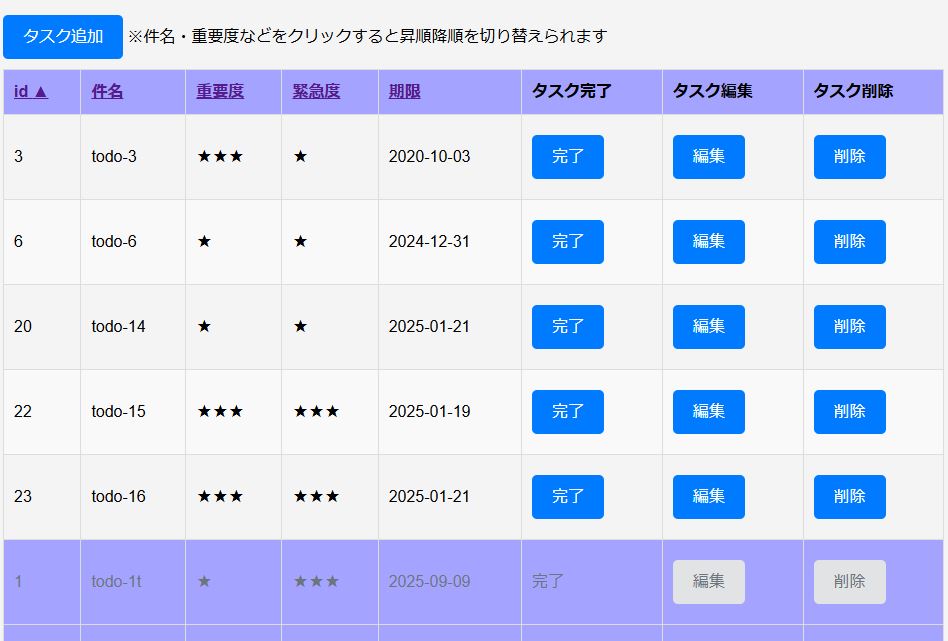 タスク追加 ※件名・重要度などをクリックすると昇順降順を切り替えられます
id ▲ 件名 重要度 緊急度 期限 タスク完了 タスク編集 タスク削除
3 todo-3 ★★★ ★ 2020-10-03 完了 編集 削除
6 todo-6 ★ ★ 2024-12-31 完了 編集 削除
20 todo-14 ★ ★ 2025-01-21 完了 編集 削除
22 todo-15 ★★★ ★★★ 2025-01-19 完了 編集 削除
23 todo-16 ★★★ ★★★ 2025-01-21 完了 編集 削除
1 todo-1t ★ ★★★ 2025-09-09 完了 編集 削除